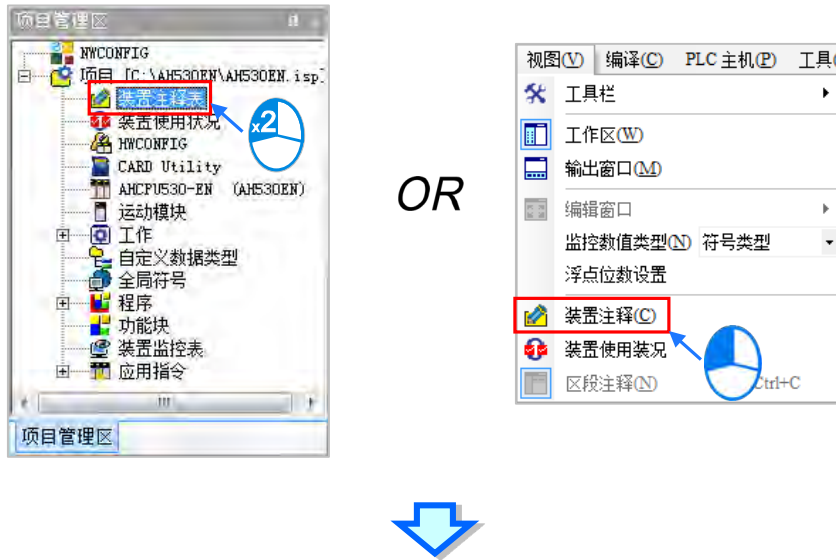 项目管理区
NWCONFIG
项目 [C:\AH530EN\AH530EN.isp]
装置注释表
x2
装置使用状况
HWCONFIG
CARD Utility
AHCPU530-EN (AH530EN)
运动模块
工作
自定义数据类型
全局符号
程序
功能块
装置监控表
应用指令
项目管理区
OR
视图(V) 编译(C) PLC 主机(P) 工具(
工具栏
工作区(W)
输出窗口(M)
编辑窗口
监控数值类型(N) 符号类型
浮点位数设置
装置注释(C)
装置使用装况
区段注释(N) Ctrl+C